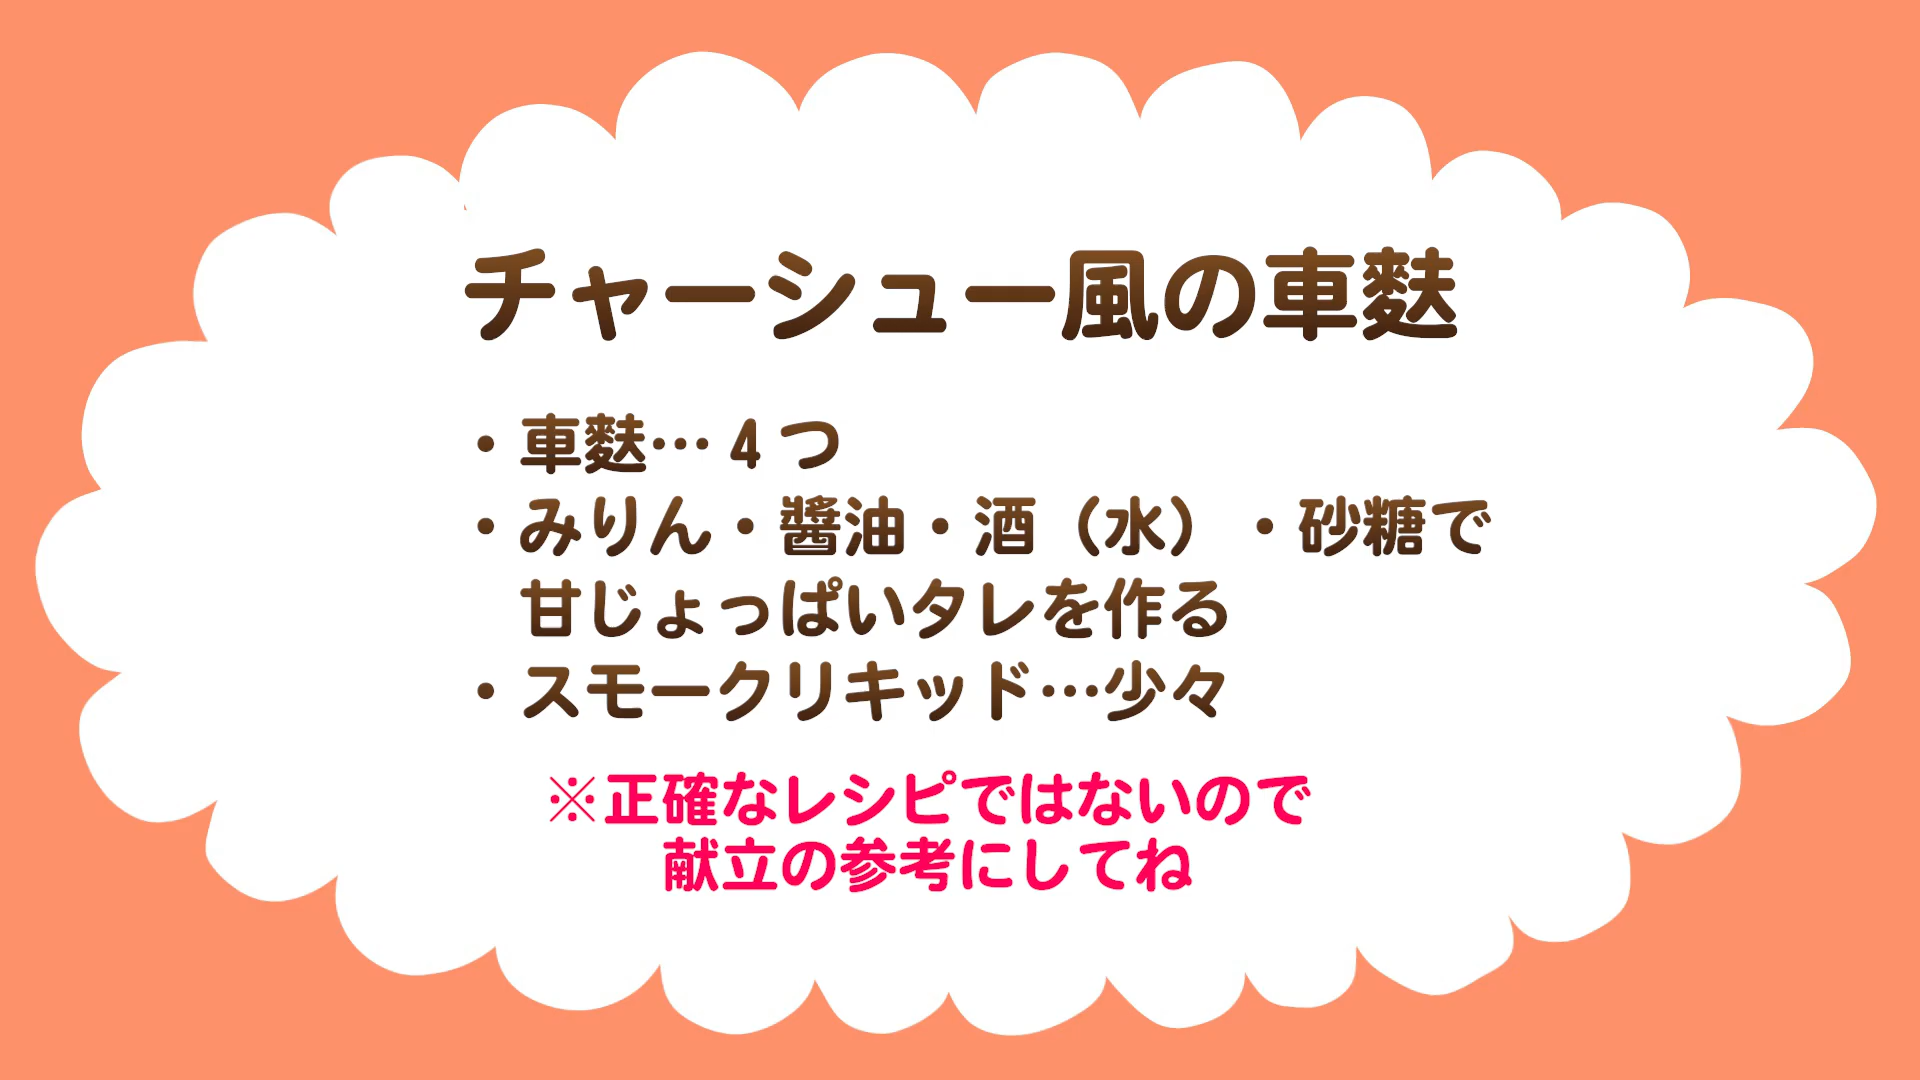 チャーシュー風の車麩
・車麩…4つ
・みりん・醬油・酒（水）・砂糖で
甘じょっぱいタレを作る
・スモークリキッド…少々
※正確なレシピではないので
献立の参考にしてね